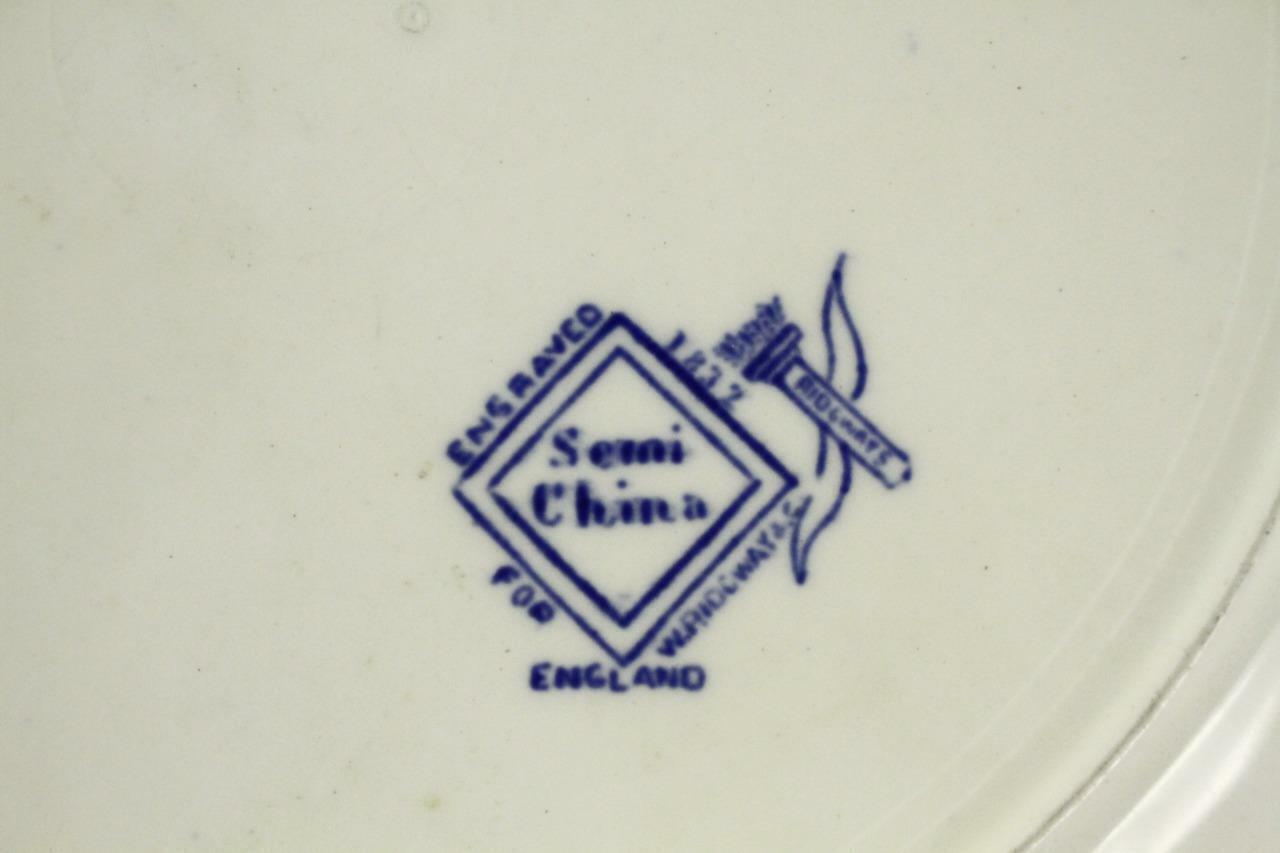 ENGRAVED
1832
Semi
China
FOR
W. RIDGWAY & C
ENGLAND
RIDGWAYS